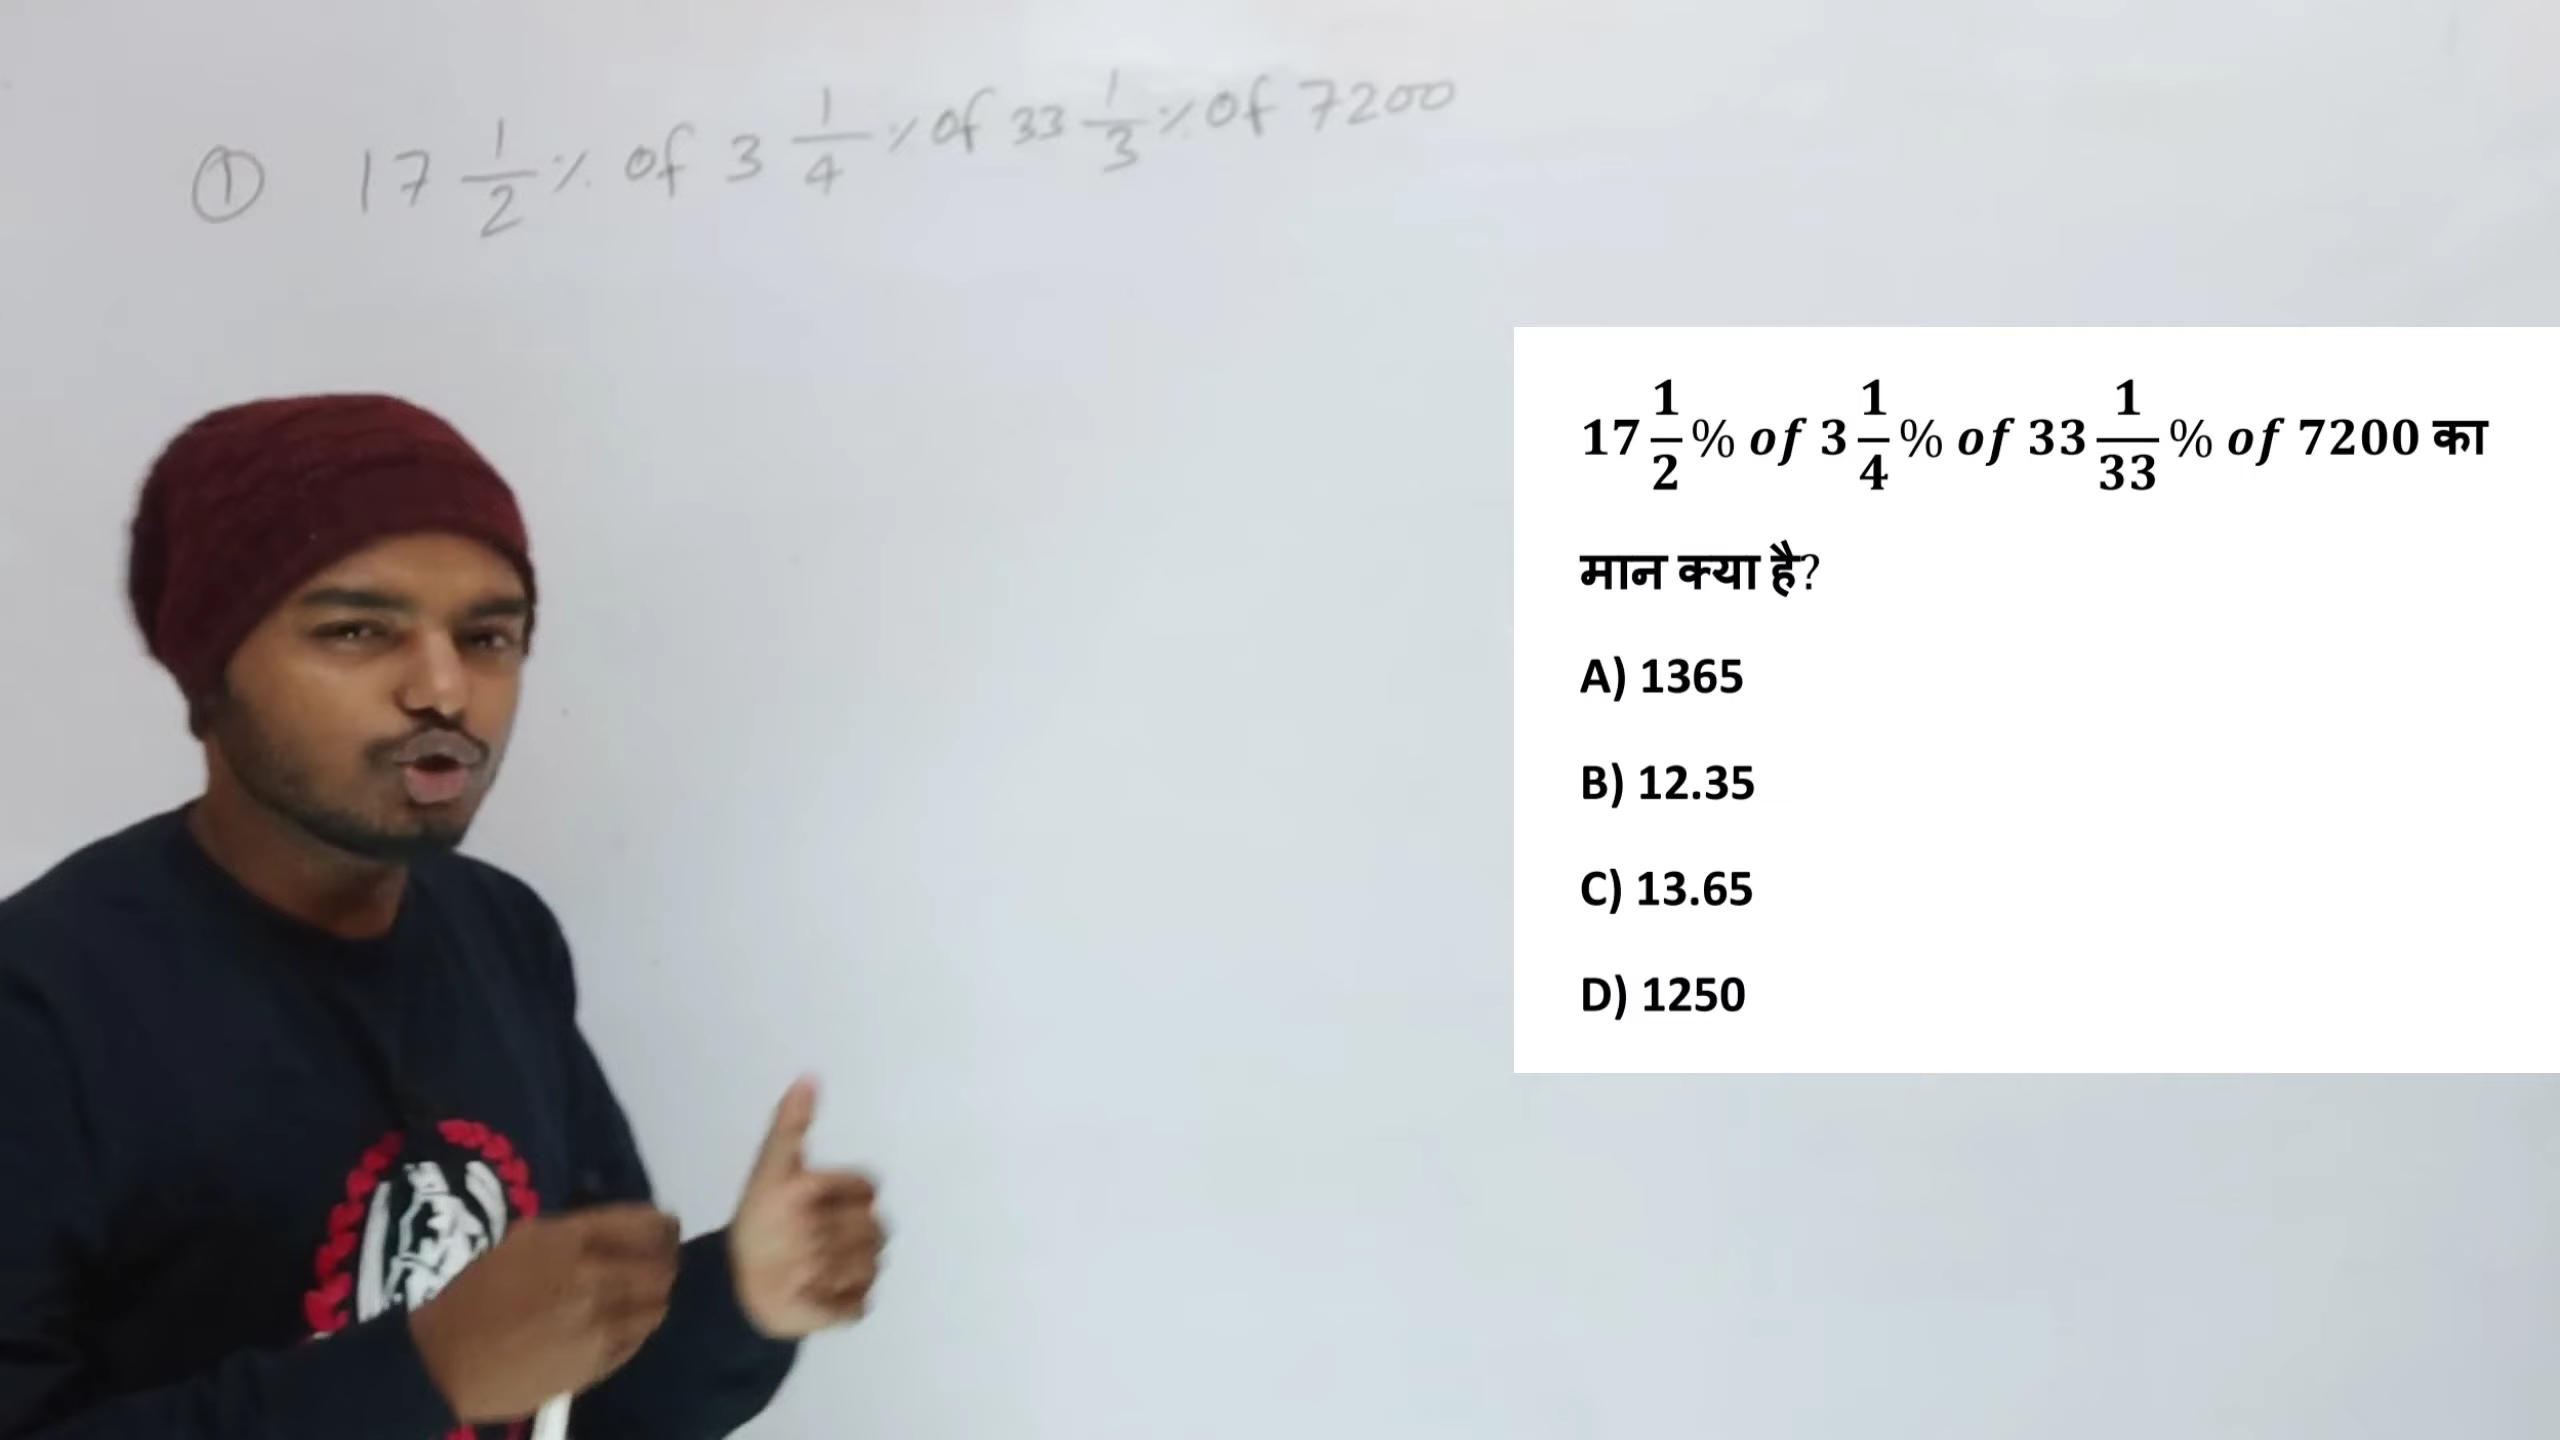 ① 17 1/2 % of 3 1/4 % of 33 1/3 % of 7200
17 1/2 % of 3 1/4 % of 33 1/33 % of 7200 का
मान क्या है?
A) 1365
B) 12.35
C) 13.65
D) 1250